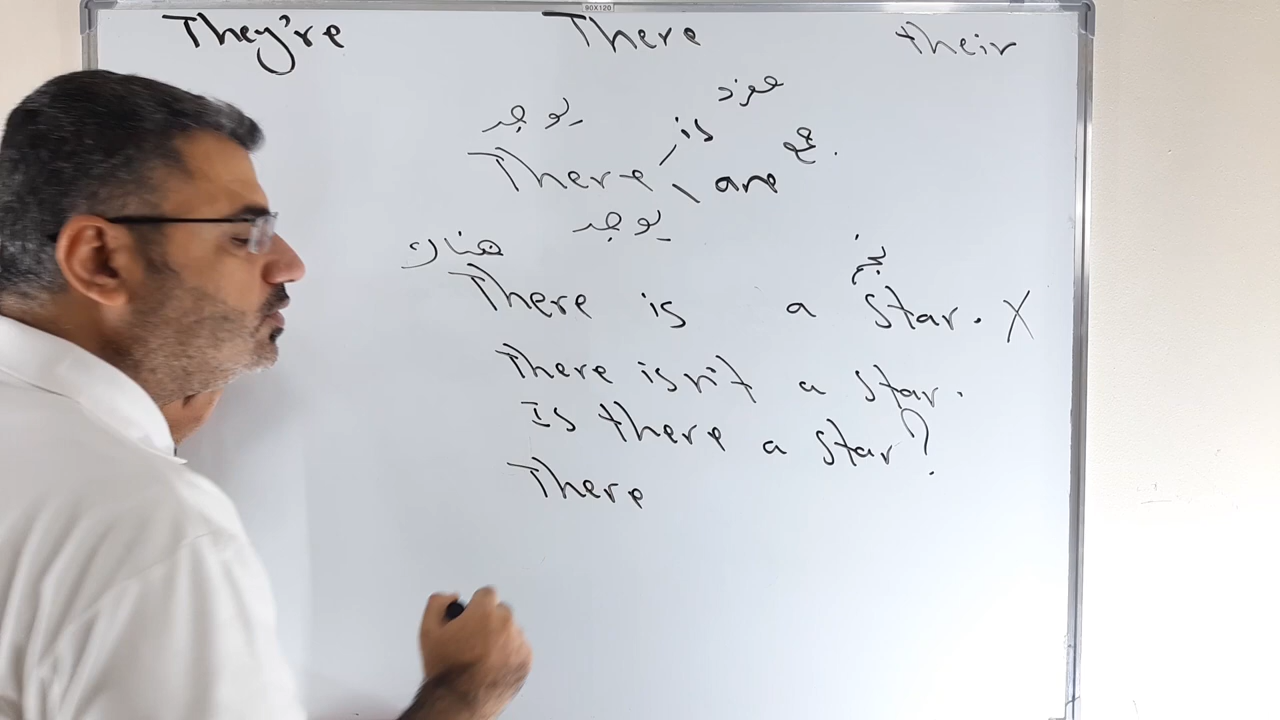 90X120
They're There their
يوجد مفرد
is
There are جمع
يوجد
هناك نجم
There is a star. X
There isn't a star.
Is there a star?
There